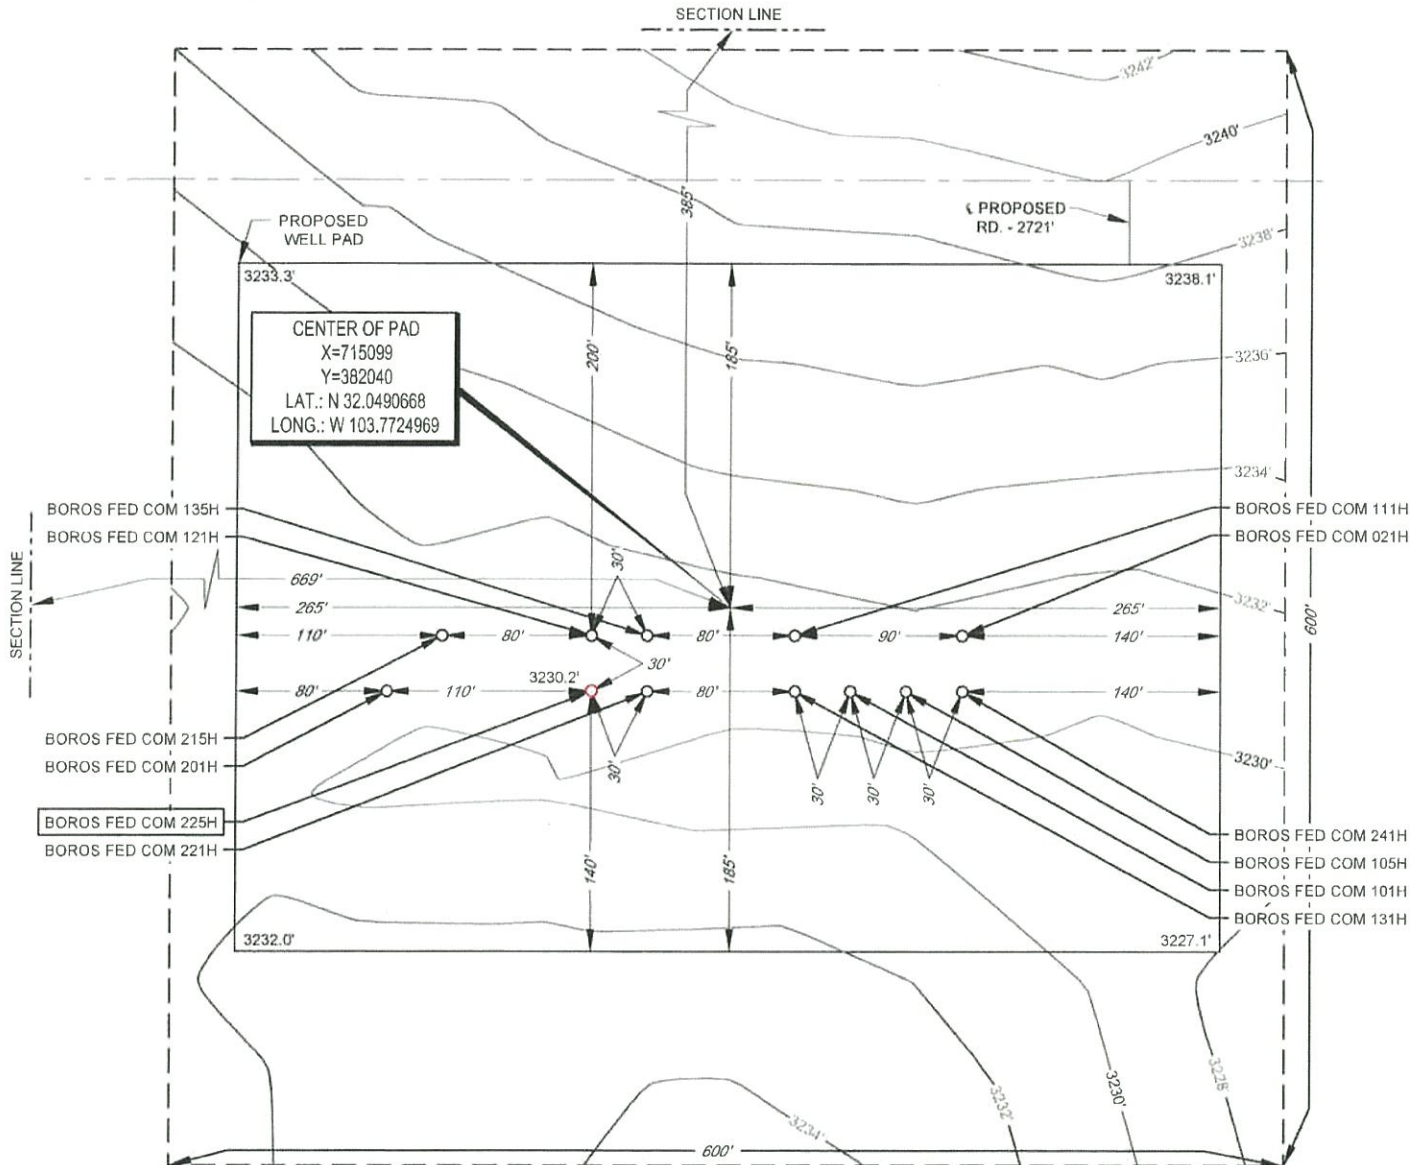 SECTION LINE
3242'
3240'
385'
℄ PROPOSED
RD. - 2721'
3238'
PROPOSED
WELL PAD
3233.3'
3238.1'
CENTER OF PAD
X=715099
Y=382040
LAT.: N 32.0490668
LONG.: W 103.7724969
200'
185'
3236'
3234'
BOROS FED COM 135H
BOROS FED COM 111H
BOROS FED COM 121H
BOROS FED COM 021H
30'
SECTION LINE
669'
265'
265'
3232'
600'
110'
80'
80'
90'
140'
30'
3230.2'
80'
110'
80'
140'
BOROS FED COM 215H
BOROS FED COM 201H
3230'
30'
30'
30'
30'
BOROS FED COM 225H
BOROS FED COM 221H
BOROS FED COM 241H
BOROS FED COM 105H
BOROS FED COM 101H
BOROS FED COM 131H
140'
185'
3232.0'
3227.1'
3228'
3230'
3232'
3234'
600'